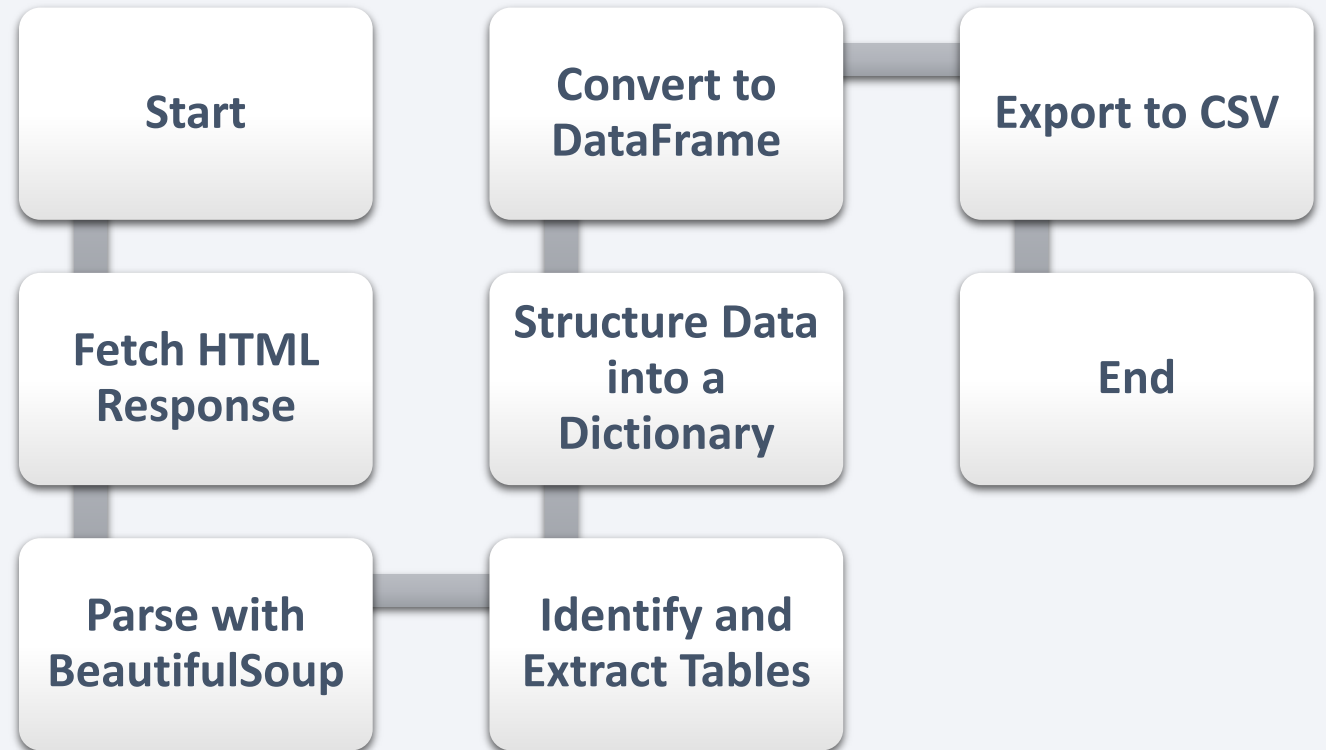 Start
Fetch HTML
Response
Parse with
BeautifulSoup
Identify and
Extract Tables
Structure Data
into a
Dictionary
Convert to
DataFrame
Export to CSV
End